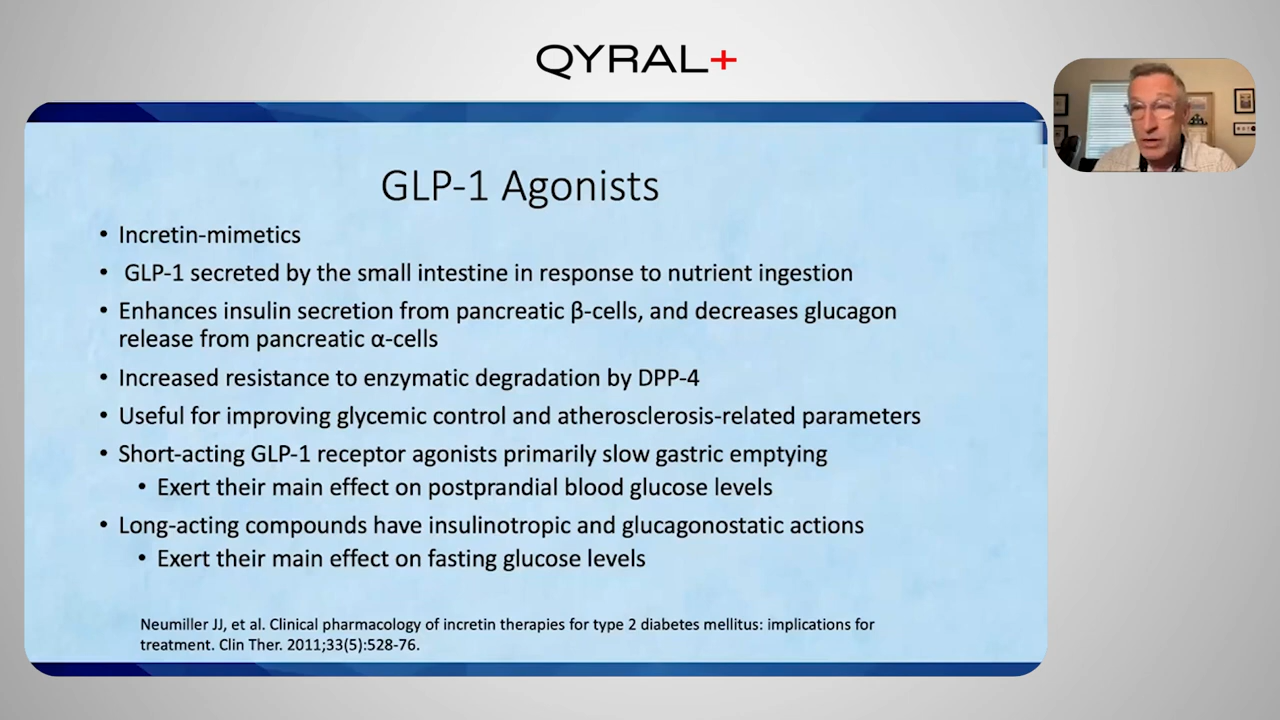 QYRAL+
GLP-1 Agonists
• Incretin-mimetics
• GLP-1 secreted by the small intestine in response to nutrient ingestion
• Enhances insulin secretion from pancreatic β-cells, and decreases glucagon
release from pancreatic α-cells
• Increased resistance to enzymatic degradation by DPP-4
• Useful for improving glycemic control and atherosclerosis-related parameters
• Short-acting GLP-1 receptor agonists primarily slow gastric emptying
• Exert their main effect on postprandial blood glucose levels
• Long-acting compounds have insulinotropic and glucagonostatic actions
• Exert their main effect on fasting glucose levels
Neumiller JJ, et al. Clinical pharmacology of incretin therapies for type 2 diabetes mellitus: implications for
treatment. Clin Ther. 2011;33(5):528-76.